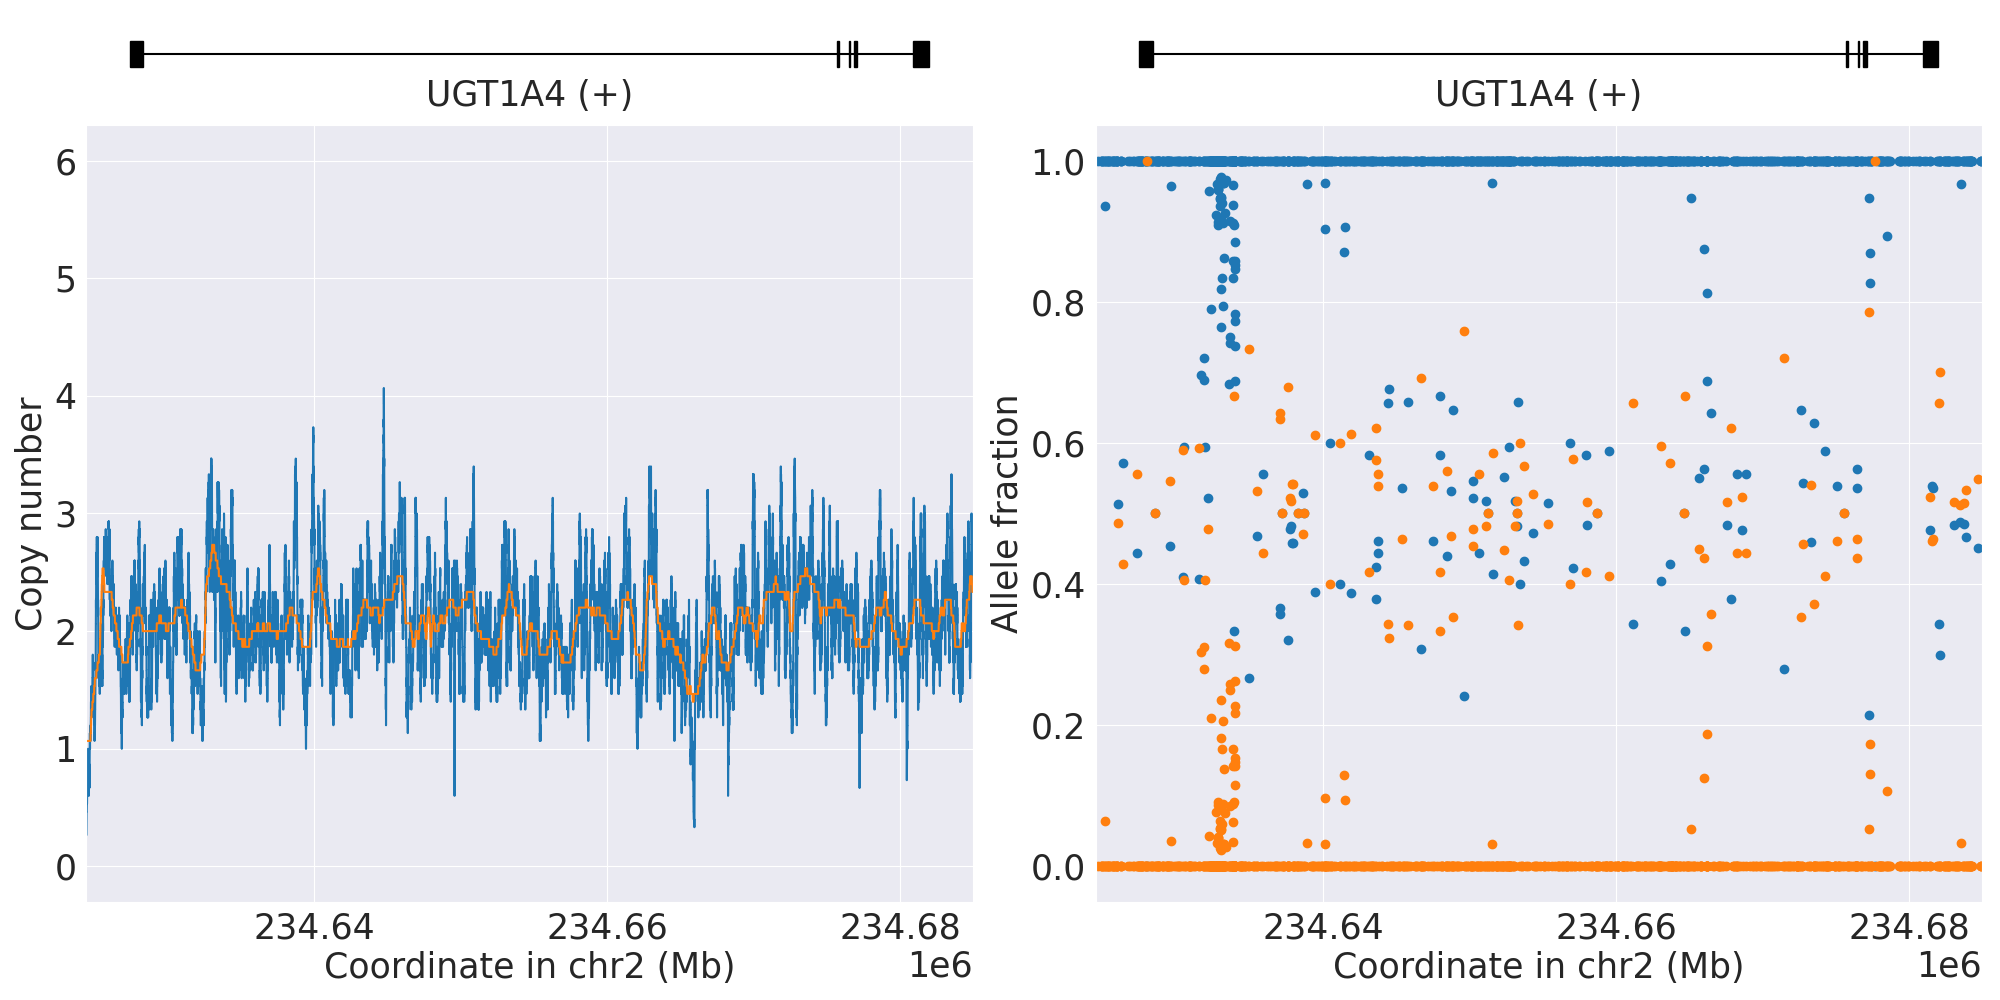 UGT1A4 (+)
Copy number
6
5
4
3
2
1
0
234.64
234.66
234.68
1e6
Coordinate in chr2 (Mb)
UGT1A4 (+)
Allele fraction
1.0
0.8
0.6
0.4
0.2
0.0
234.64
234.66
234.68
1e6
Coordinate in chr2 (Mb)